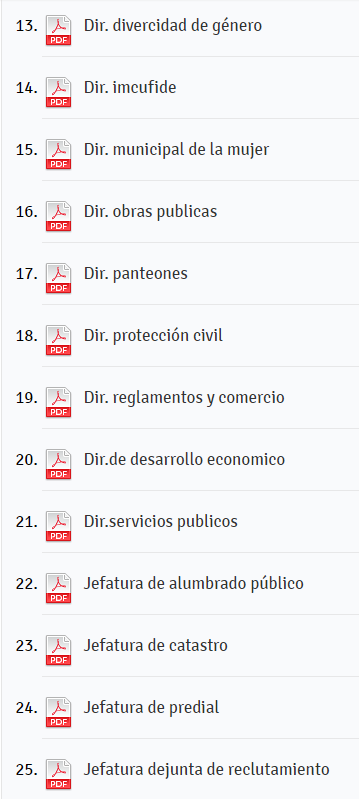 13. PDF Dir. divercidad de género
14. PDF Dir. imcufide
15. PDF Dir. municipal de la mujer
16. PDF Dir. obras publicas
17. PDF Dir. panteones
18. PDF Dir. protección civil
19. PDF Dir. reglamentos y comercio
20. PDF Dir.de desarrollo economico
21. PDF Dir.servicios publicos
22. PDF Jefatura de alumbrado público
23. PDF Jefatura de catastro
24. PDF Jefatura de predial
25. PDF Jefatura dejunta de reclutamiento